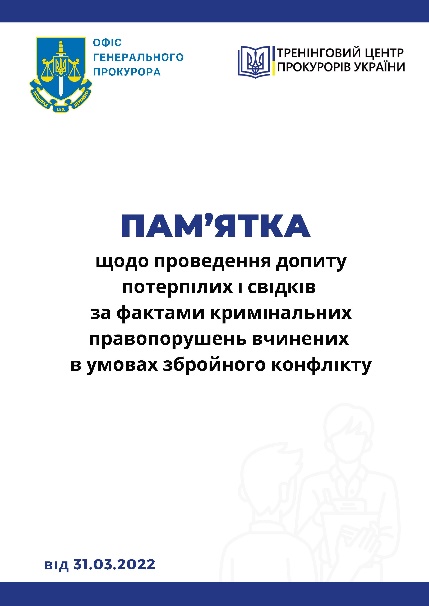 ОФІС
ГЕНЕРАЛЬНОГО
ПРОКУРОРА
ТРЕНІНГОВИЙ ЦЕНТР
ПРОКУРОРІВ УКРАЇНИ
ПАМ’ЯТКА
щодо проведення допиту
потерпілих і свідків
за фактами кримінальних
правопорушень вчинених
в умовах збройного конфлікту
від 31.03.2022